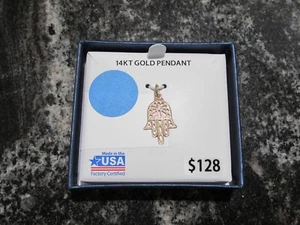 14KT GOLD PENDANT
Made in the
USA
Factory Certified
$128